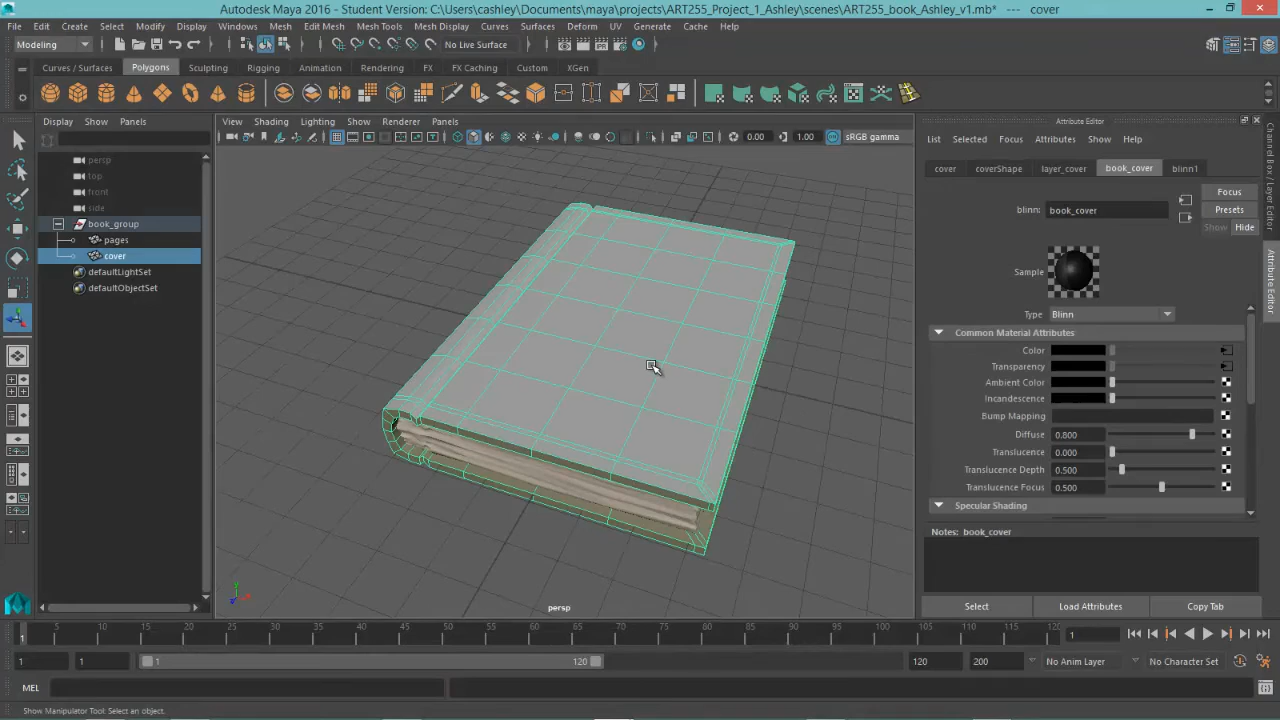 Autodesk Maya 2016 - Student Version: C:\Users\cashley\Documents\maya\projects\ART255_Project_1_Ashley\scenes\ART255_book_Ashley_v1.mb* --- cover
File Edit Create Select Modify Display Windows Mesh Edit Mesh Mesh Tools Mesh Display Curves Surfaces Deform UV Generate Cache Help
Modeling No Live Surface
Curves / Surfaces Polygons Sculpting Rigging Animation Rendering FX FX Caching Custom XGen
Display Show Panels
View Shading Lighting Show Renderer Panels
0.00 1.00 sRGB gamma
persp
top
front
side
book_group
pages
cover
defaultLightSet
defaultObjectSet
persp
Attribute Editor
List Selected Focus Attributes Show Help
cover coverShape layer_cover book_cover blinn1
blinn: book_cover
Focus
Presets
Show Hide
Sample
Type Blinn
Common Material Attributes
Color
Transparency
Ambient Color
Incandescence
Bump Mapping
Diffuse 0.800
Translucence 0.000
Translucence Depth 0.500
Translucence Focus 0.500
Specular Shading
Notes: book_cover
Select Load Attributes Copy Tab
Channel Box / Layer Editor
Attribute Editor
1 5 10 15 20 25 30 35 40 45 50 55 60 65 70 75 80 85 90 95 100 105 110 115 120
1
1 1 1 120 120 200 No Anim Layer No Character Set
MEL
Show Manipulator Tool: Select an object.